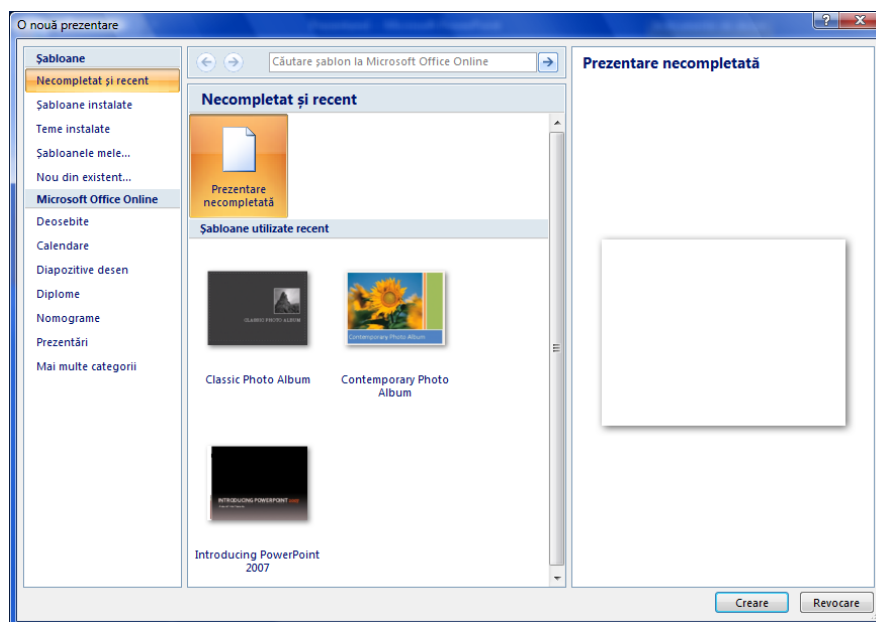 O nouă prezentare
Șabloane
Necompletat și recent
Șabloane instalate
Teme instalate
Șabloanele mele...
Nou din existent...
Microsoft Office Online
Deosebite
Calendare
Diapozitive desen
Diplome
Nomograme
Prezentări
Mai multe categorii
Căutare șablon la Microsoft Office Online
Necompletat și recent
Prezentare
necompletată
Șabloane utilizate recent
CLASSIC PHOTO ALBUM
Contemporary Photo Album
Classic Photo Album
Contemporary Photo
Album
INTRODUCING POWERPOINT 2007
Introducing PowerPoint
2007
Prezentare necompletată
Creare
Revocare